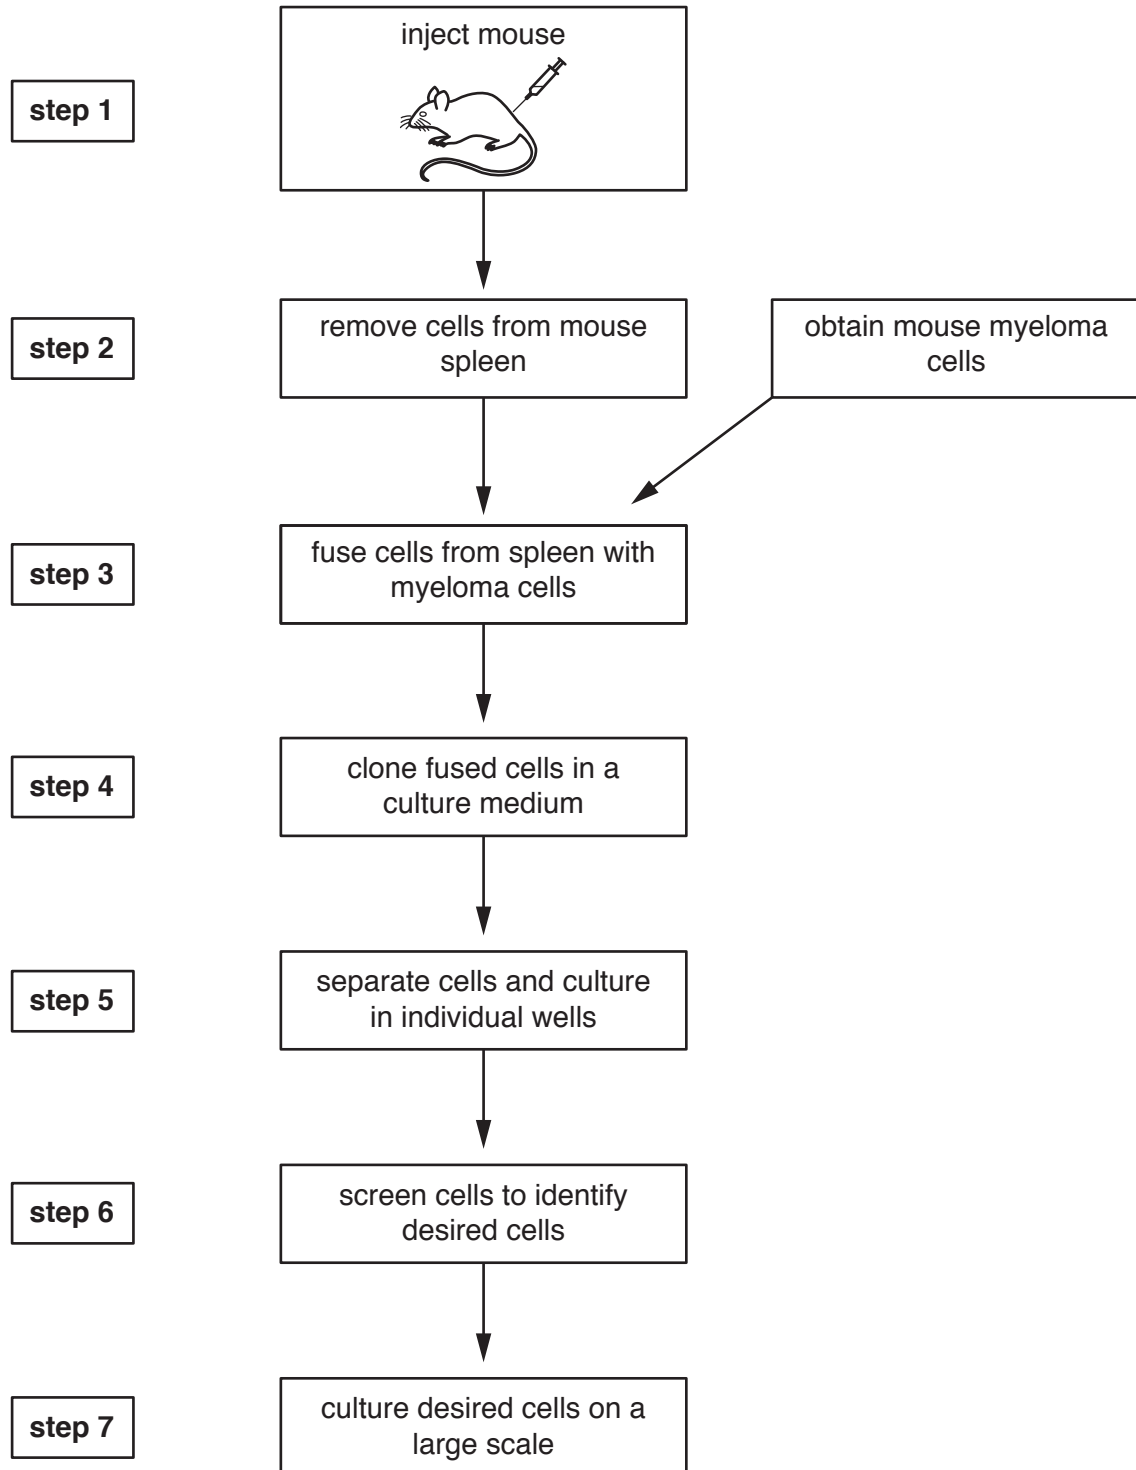 inject mouse
step 1
step 2
remove cells from mouse
spleen
obtain mouse myeloma
cells
step 3
fuse cells from spleen with
myeloma cells
step 4
clone fused cells in a
culture medium
step 5
separate cells and culture
in individual wells
step 6
screen cells to identify
desired cells
step 7
culture desired cells on a
large scale